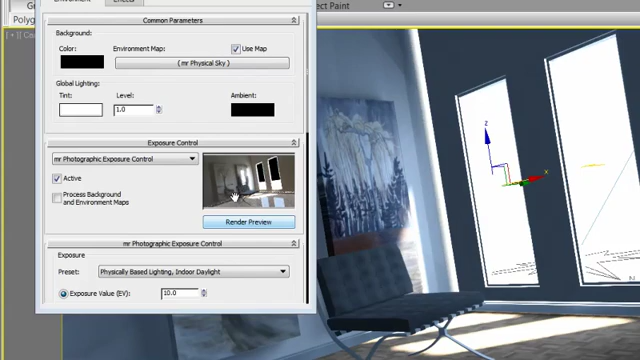 Environment Effects
ct Paint
Polyg
Common Parameters
Background:
Color: Environment Map: Use Map
( mr Physical Sky )
Global Lighting:
Tint: Level: Ambient:
1.0
Exposure Control
mr Photographic Exposure Control
Active
Process Background
and Environment Maps
Render Preview
mr Photographic Exposure Control
Exposure
Preset: Physically Based Lighting, Indoor Daylight
Exposure Value (EV): 10.0
z
x